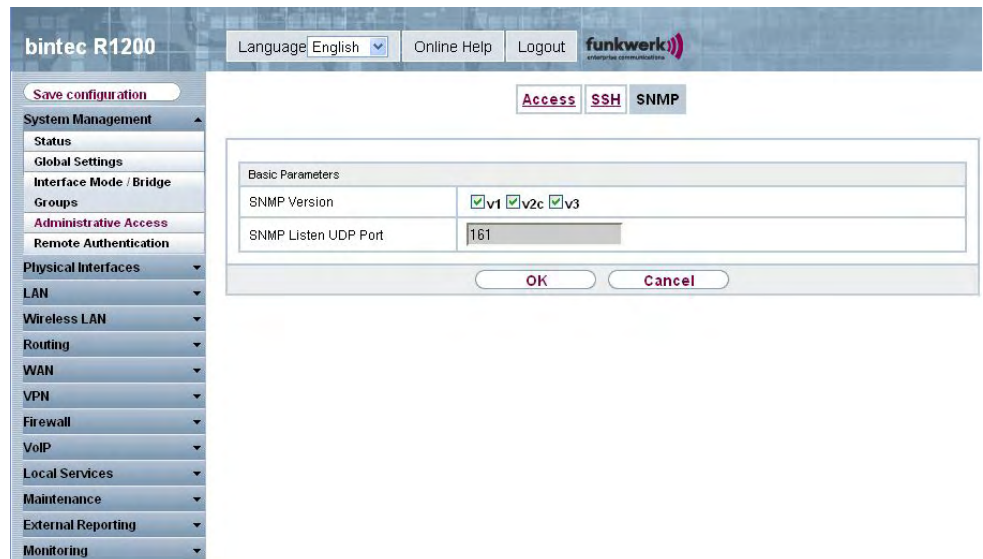 bintec R1200
Language English
Online Help
Logout
funkwerk
enterprise communications
Save configuration
System Management
Status
Global Settings
Interface Mode / Bridge
Groups
Administrative Access
Remote Authentication
Physical Interfaces
LAN
Wireless LAN
Routing
WAN
VPN
Firewall
VoIP
Local Services
Maintenance
External Reporting
Monitoring
Access SSH SNMP
Basic Parameters
SNMP Version v1 v2c v3
SNMP Listen UDP Port 161
OK Cancel